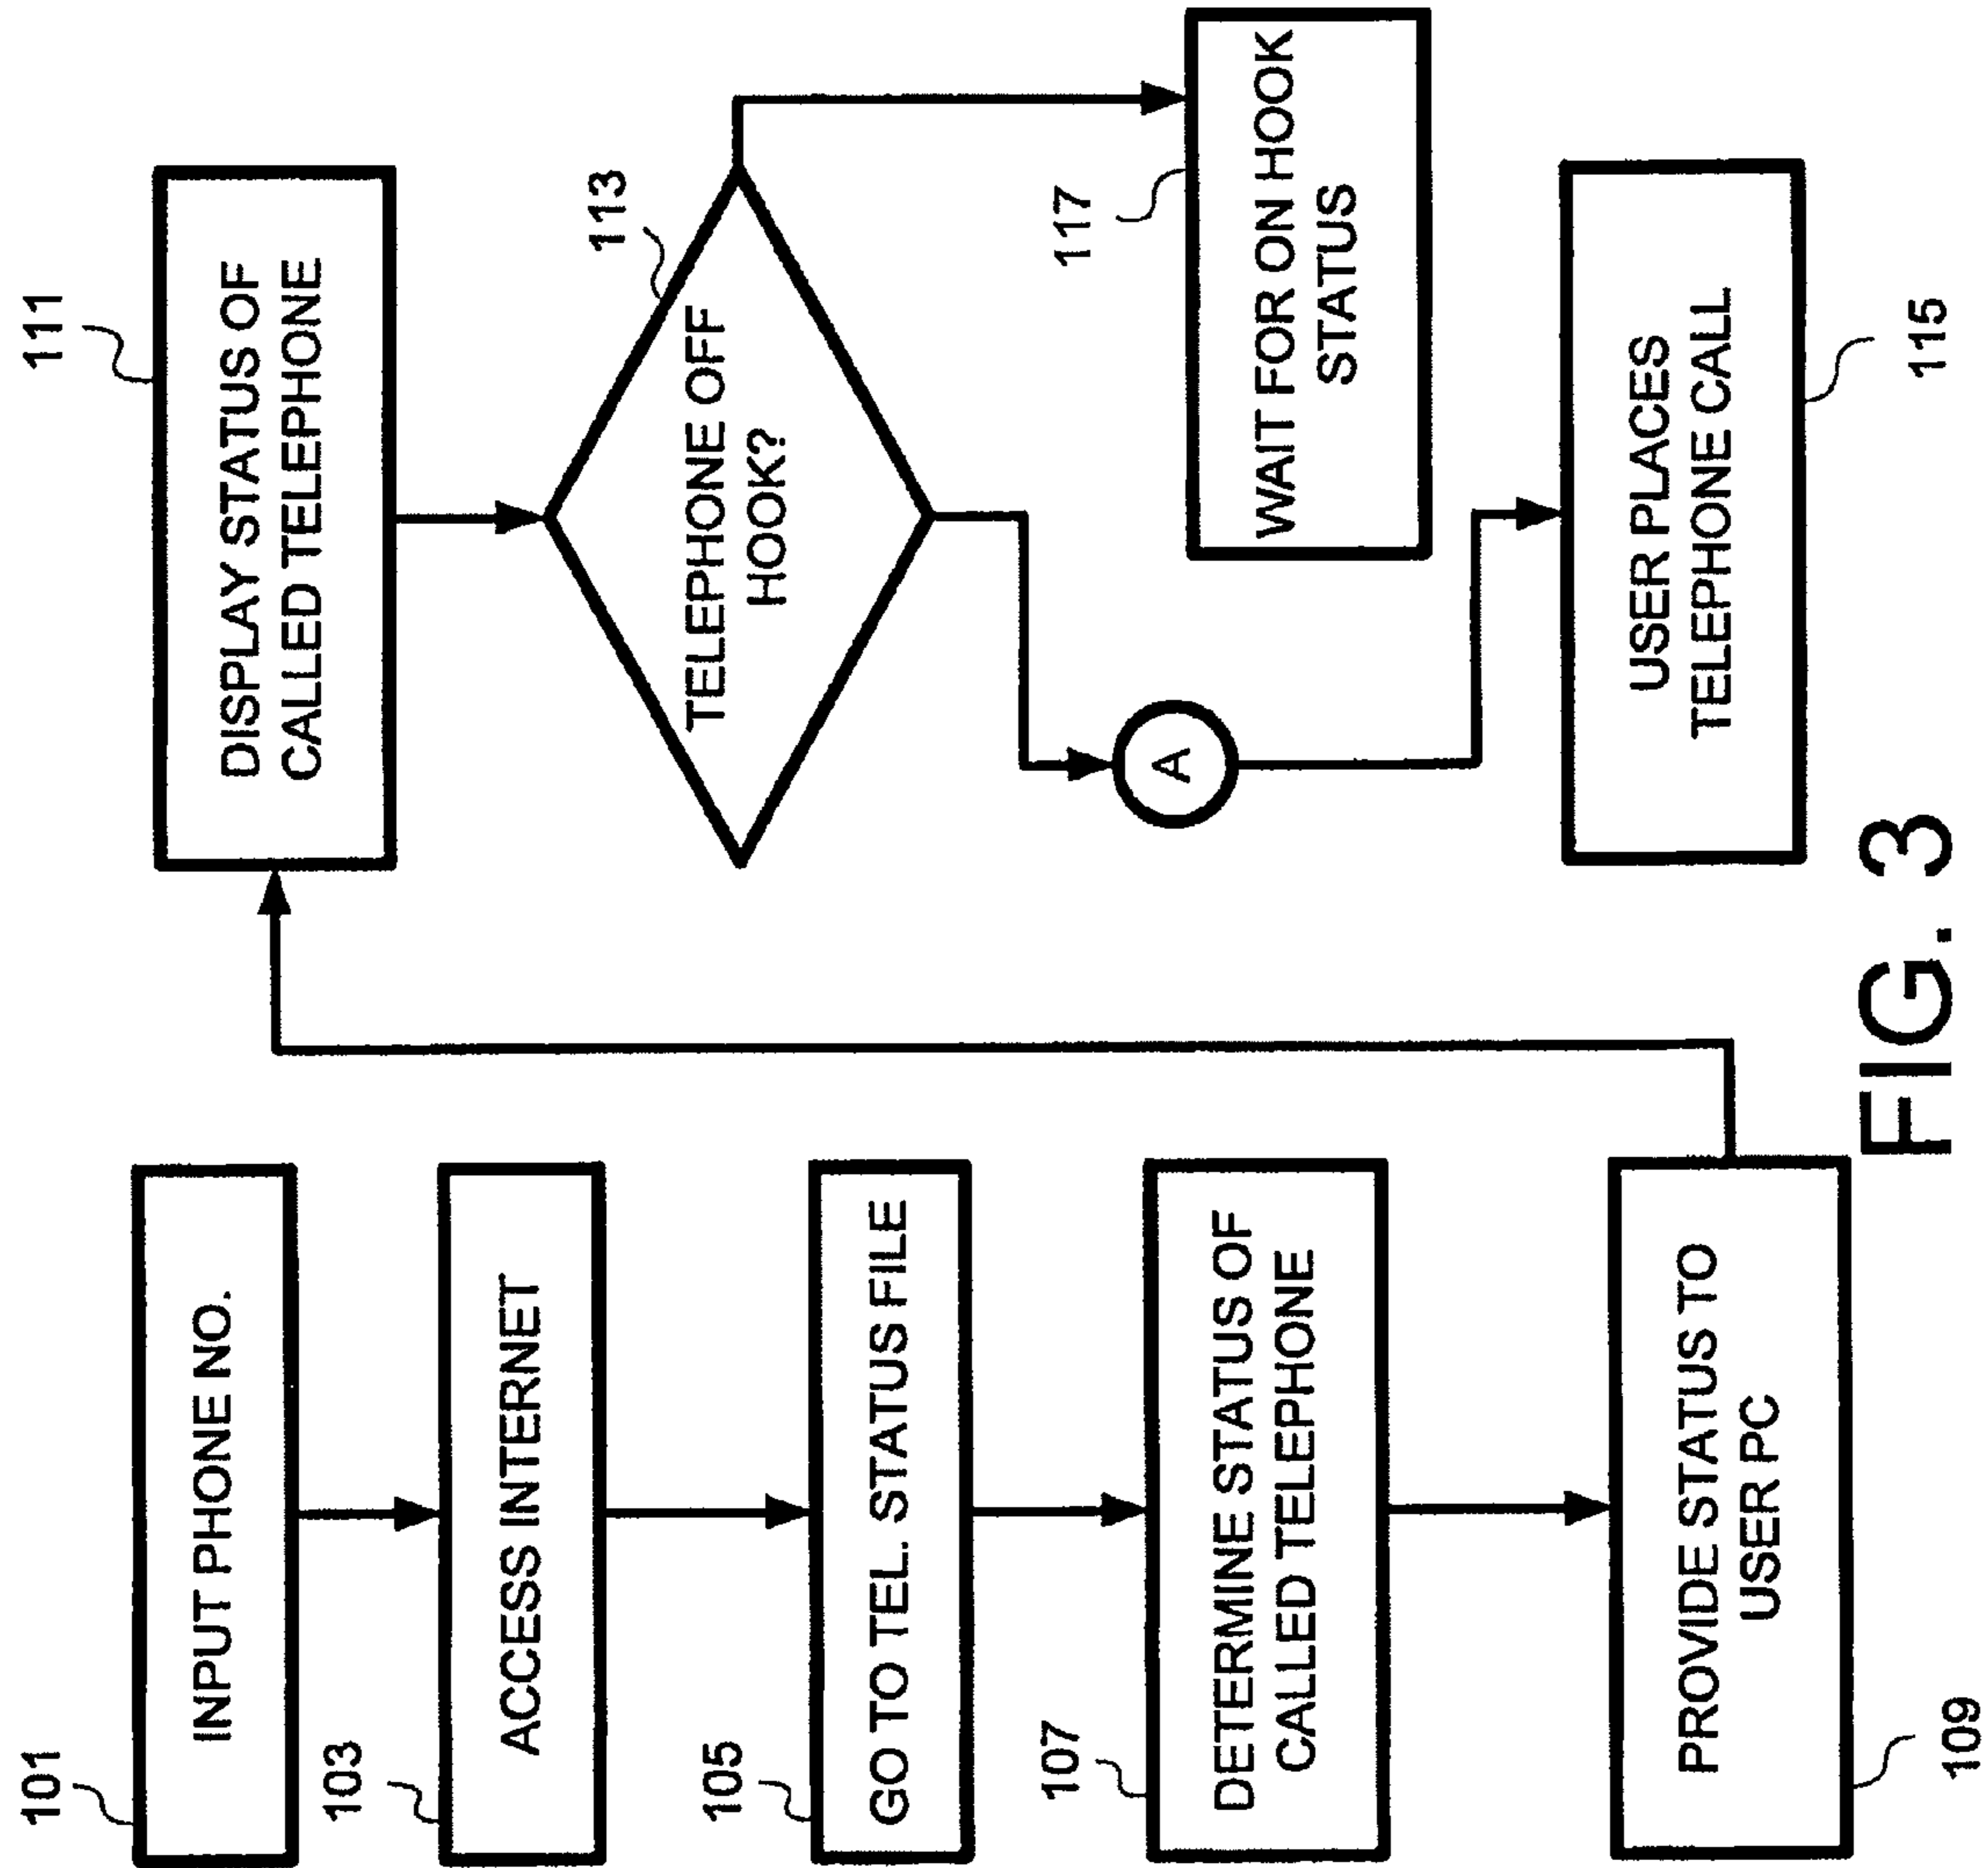 101
INPUT PHONE NO.
103
ACCESS INTERNET
105
GO TO TEL. STATUS FILE
107
DETERMINE STATUS OF
CALLED TELEPHONE
109
PROVIDE STATUS TO
USER PC
111
DISPLAY STATUS OF
CALLED TELEPHONE
113
TELEPHONE OFF
HOOK?
117
WAIT FOR ON HOOK
STATUS
A
USER PLACES
TELEPHONE CALL
115
FIG. 3